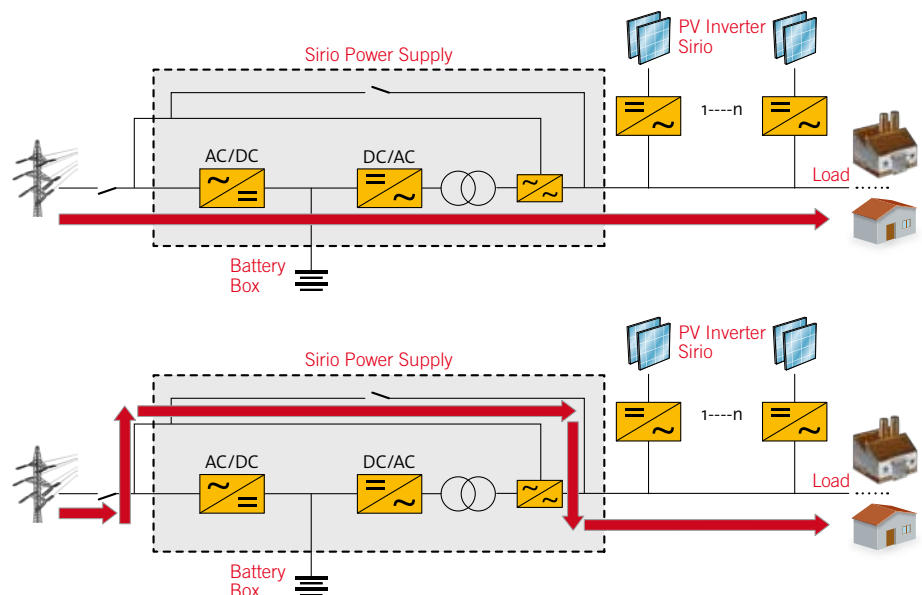 PV Inverter
Sirio
Sirio Power Supply
1----n
AC/DC
DC/AC
Load
Battery
Box
PV Inverter
Sirio
Sirio Power Supply
1----n
AC/DC
DC/AC
Load
Battery
Box